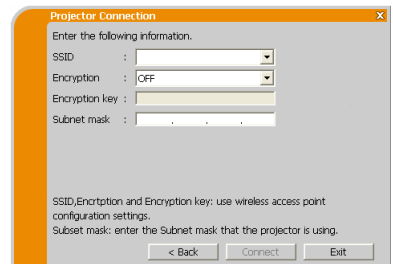 Projector Connection
X
Enter the following information.
SSID :
Encryption : OFF
Encryption key :
Subnet mask : . . .
SSID,Encrtption and Encryption key: use wireless access point
configuration settings.
Subset mask: enter the Subnet mask that the projector is using.
< Back Connect Exit